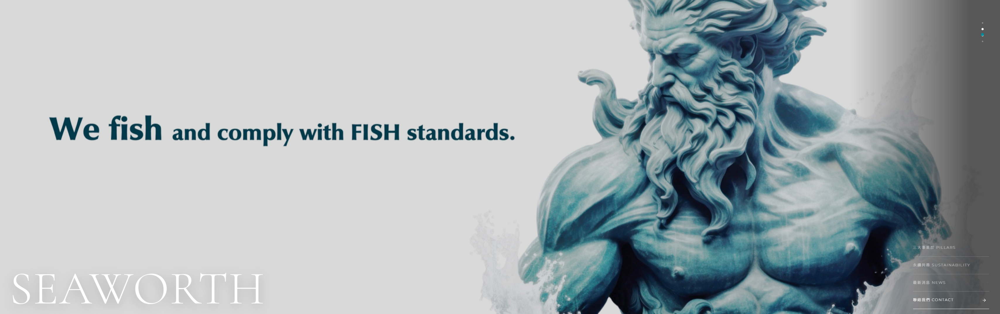 We fish and comply with FISH standards.
SEAWORTH
三大事業群 PILLARS
永續共善 SUSTAINABILITY
最新消息 NEWS
聯絡我們 CONTACT